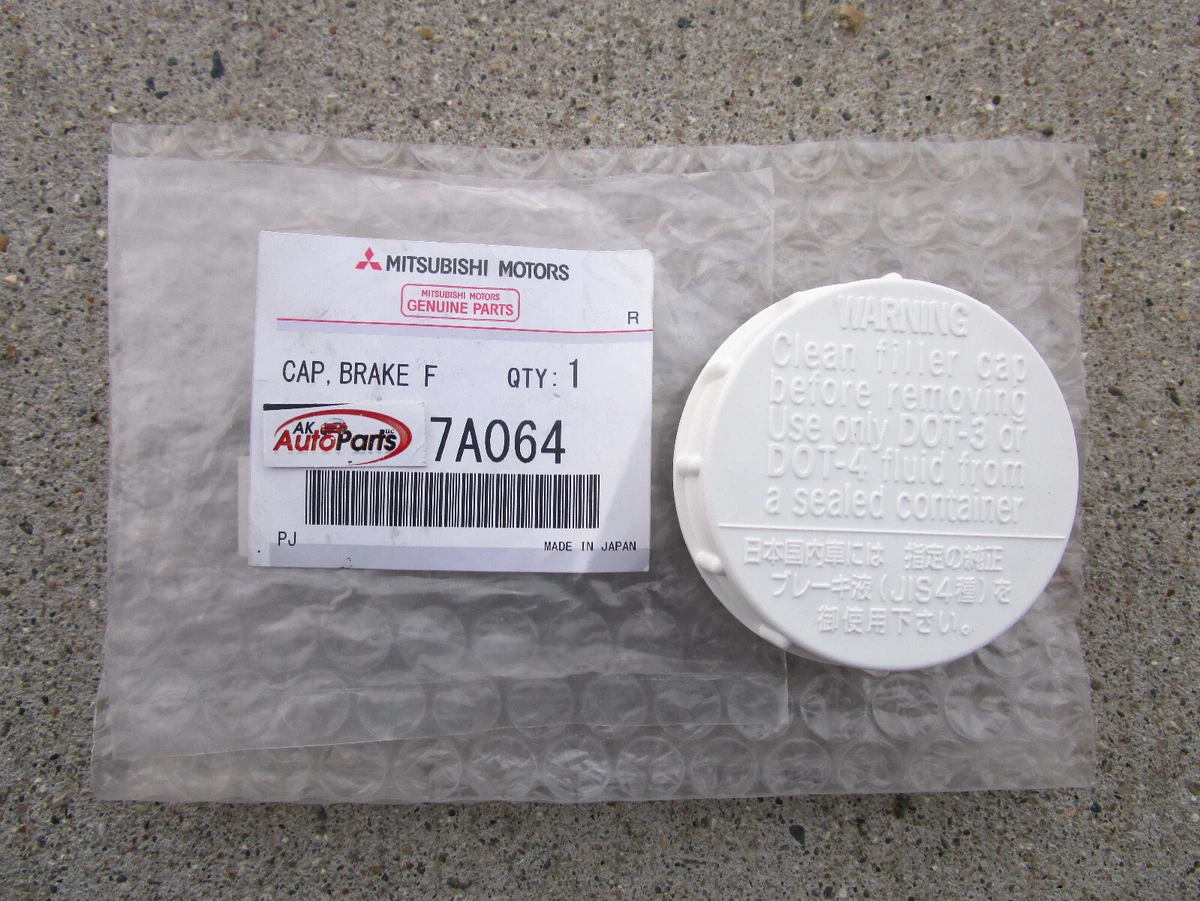 MITSUBISHI MOTORS
MITSUBISHI MOTORS
GENUINE PARTS
R
CAP, BRAKE F QTY: 1
AK
AutoParts LLC
7A064
PJ
MADE IN JAPAN
WARNING
Clean filler cap
before removing
Use only DOT-3 or
DOT-4 fluid from
a sealed container
日本国内車には 指定の純正
ブレーキ液(JIS4種)を
御使用下さい。